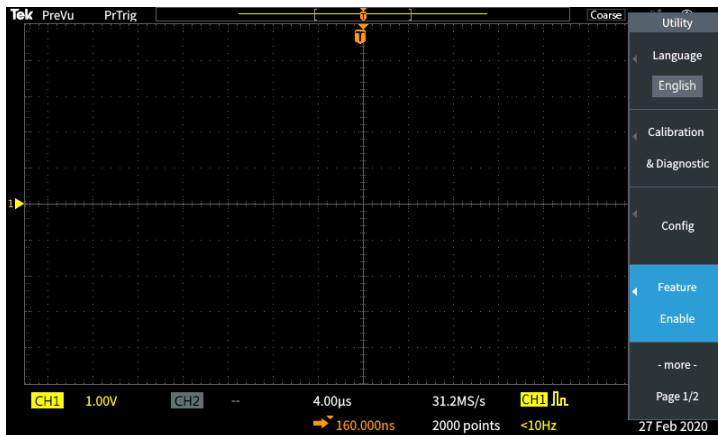 Tek PreVu PrTrig Coarse
T
T
1
Utility
Language
English
Calibration
& Diagnostic
Config
Feature
Enable
- more -
Page 1/2
CH1 1.00V CH2 -- 4.00µs 31.2MS/s CH1
160.000ns 2000 points <10Hz
27 Feb 2020